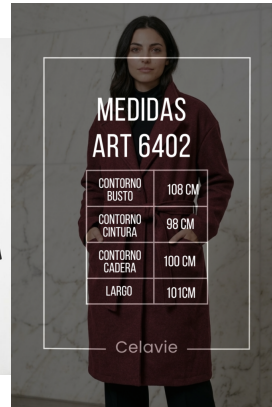 MEDIDAS
ART 6402
CONTORNO
BUSTO
108 CM
CONTORNO
CINTURA
98 CM
CONTORNO
CADERA
100 CM
LARGO
101CM
Celavie